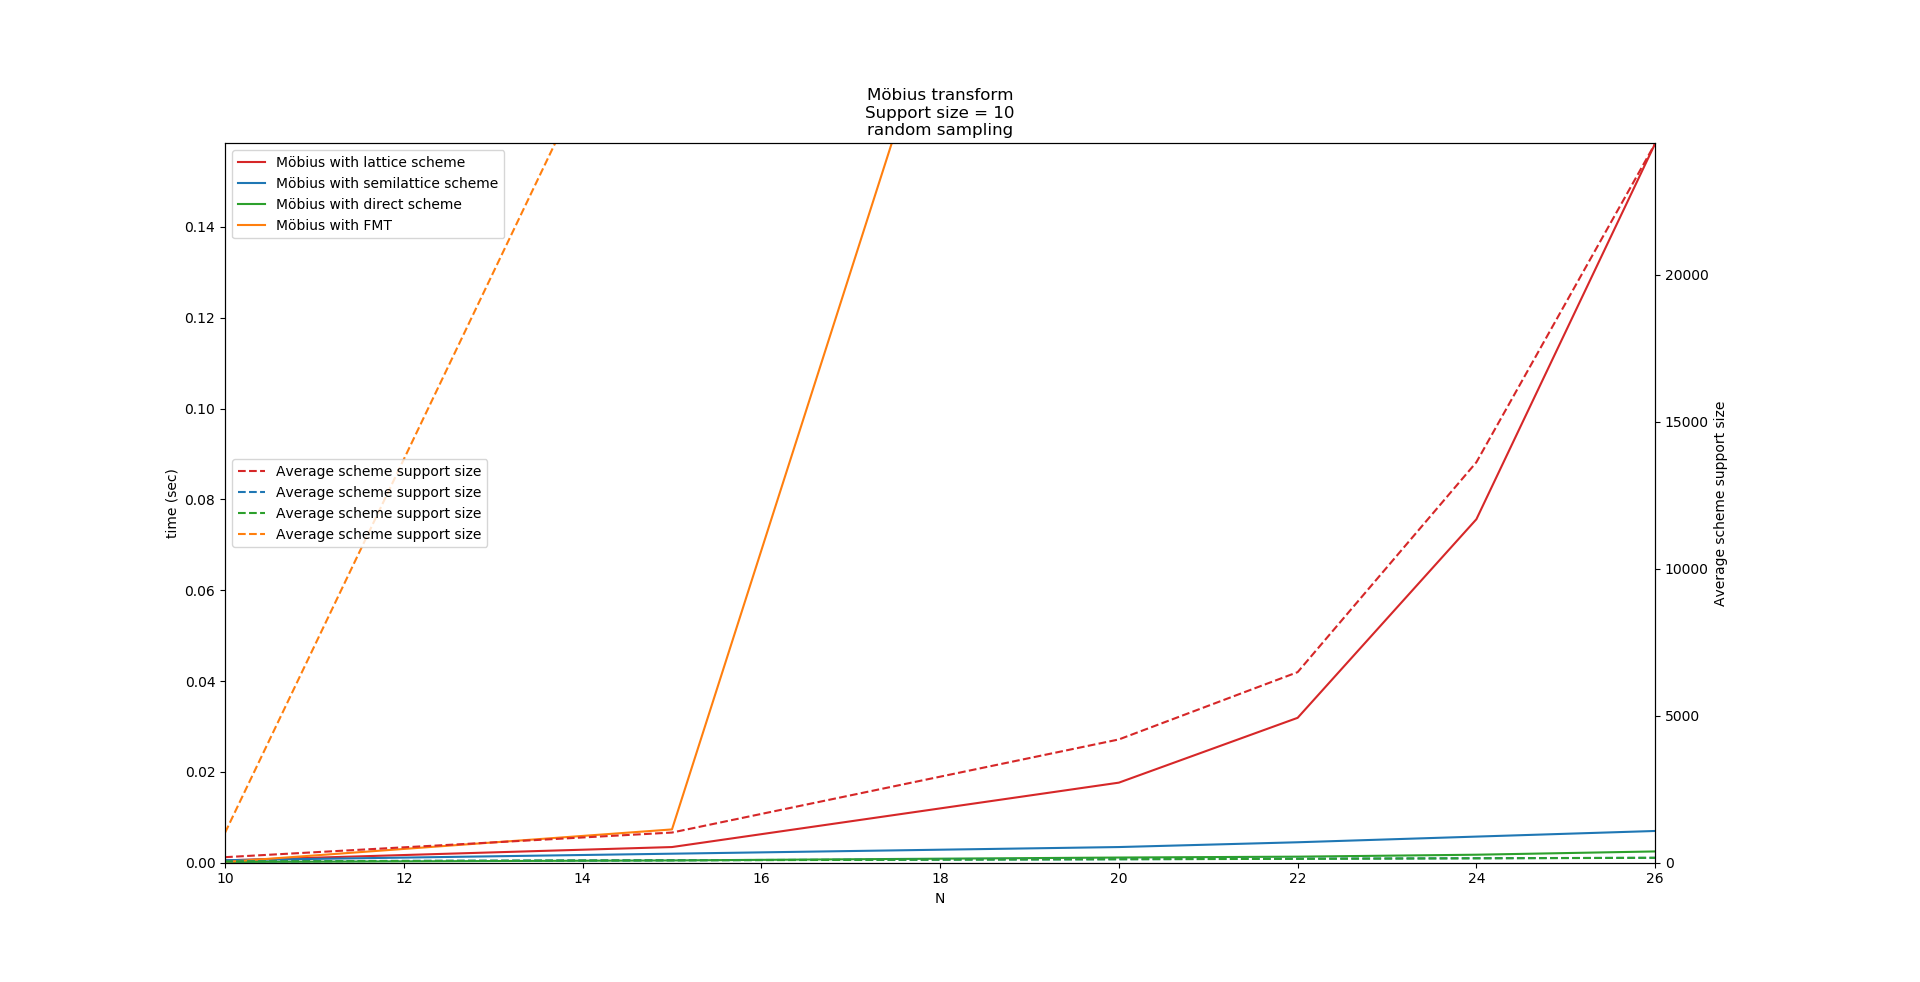 Möbius transform
Support size = 10
random sampling
Möbius with lattice scheme
Möbius with semilattice scheme
Möbius with direct scheme
Möbius with FMT
Average scheme support size
Average scheme support size
Average scheme support size
Average scheme support size
time (sec)
0.14
0.12
0.10
0.08
0.06
0.04
0.02
0.00
20000
15000
10000
5000
0
Average scheme support size
10 12 14 16 18 20 22 24 26
N